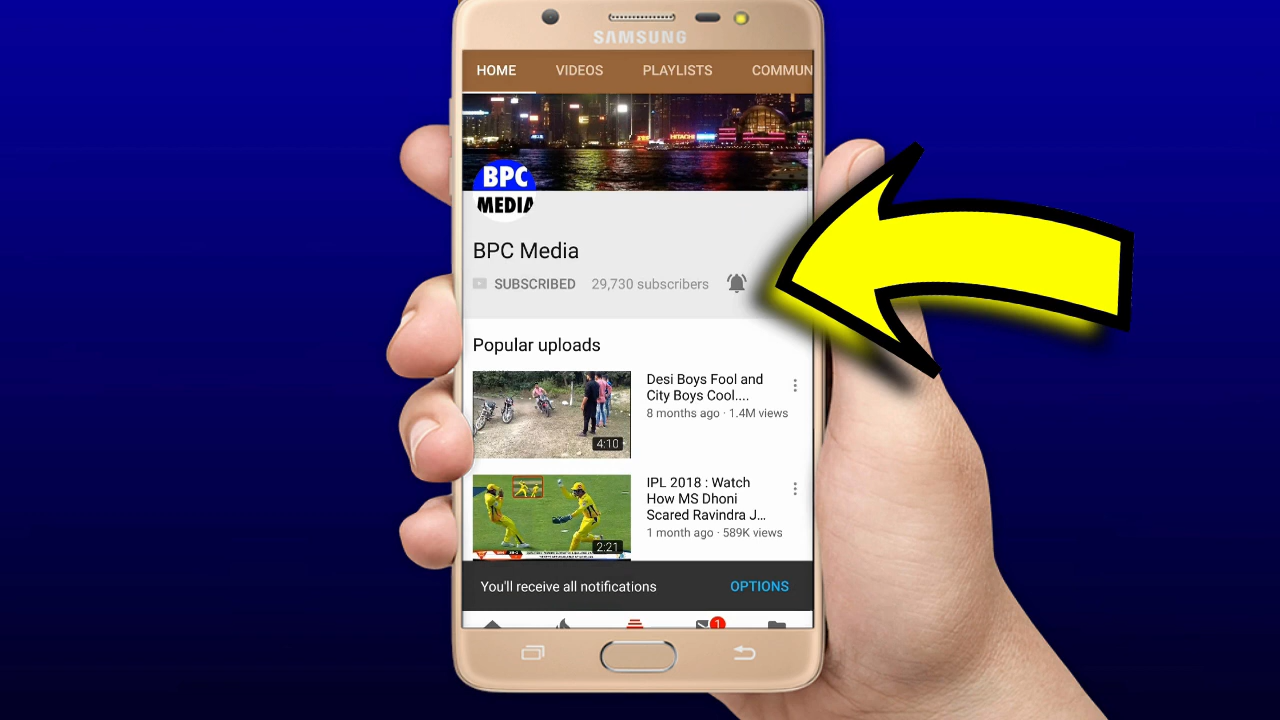 SAMSUNG
HOME VIDEOS PLAYLISTS COMMUN
HITACHI
BPC
MEDIA
BPC Media
SUBSCRIBED 29,730 subscribers
Popular uploads
Desi Boys Fool and
City Boys Cool....
8 months ago · 1.4M views
4:10
IPL 2018 : Watch
How MS Dhoni
Scared Ravindra J...
1 month ago · 589K views
2:21
You'll receive all notifications OPTIONS
1